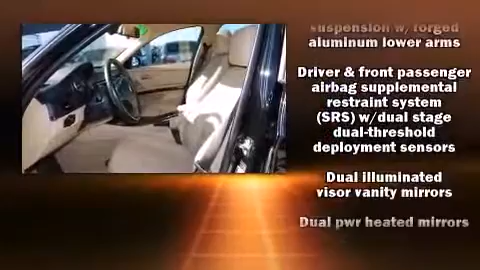 suspension w/ forged
aluminum lower arms
Driver & front passenger
airbag supplemental
restraint system
(SRS) w/dual stage
dual-threshold
deployment sensors
Dual illuminated
visor vanity mirrors
Dual pwr heated mirrors